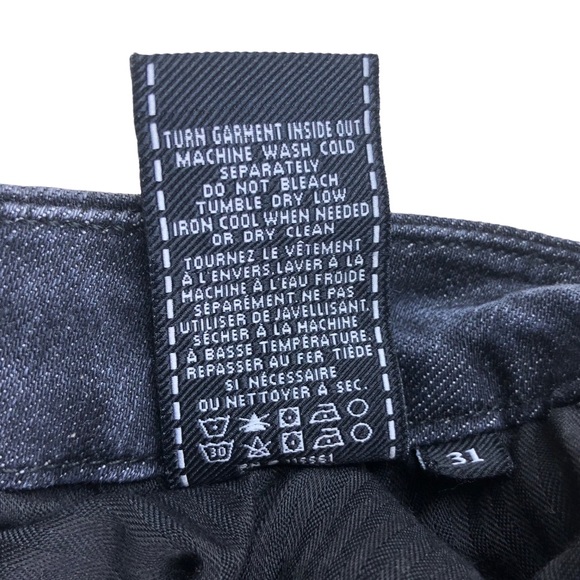 TURN GARMENT INSIDE OUT
MACHINE WASH COLD
SEPARATELY
DO NOT BLEACH
TUMBLE DRY LOW
IRON COOL WHEN NEEDED
OR DRY CLEAN
TOURNEZ LE VÊTEMENT
À L'ENVERS. LAVER À LA
MACHINE À L'EAU FROIDE
SÉPARÉMENT. NE PAS
UTILISER DE JAVELLISANT.
SÉCHER À LA MACHINE
À BASSE TEMPÉRATURE.
REPASSER AU FER TIÈDE
SI NÉCESSAIRE
OU NETTOYER À SEC.
30
31